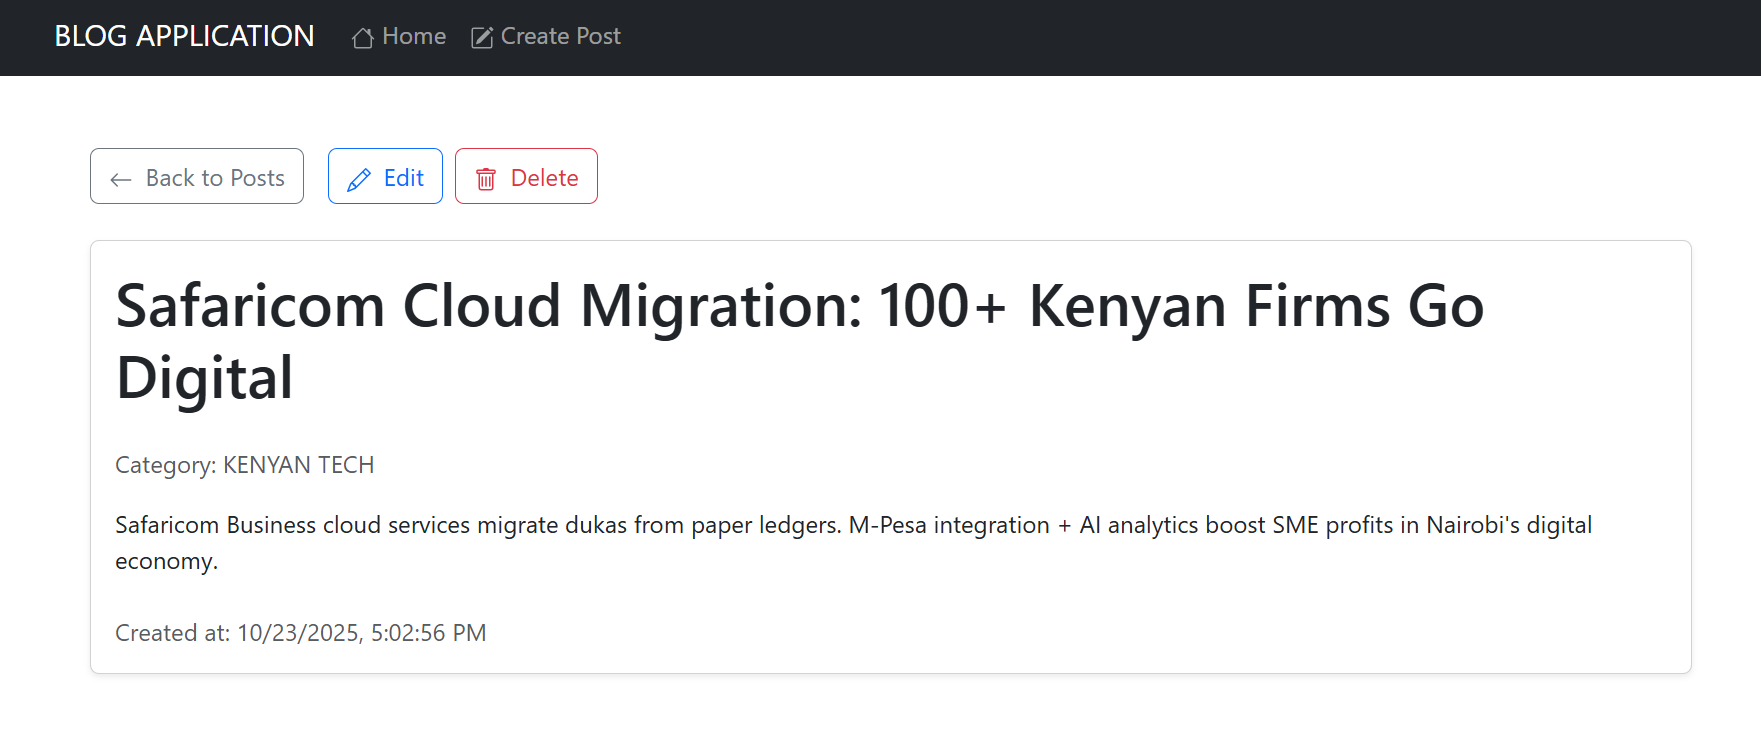 BLOG APPLICATION Home Create Post
Back to Posts Edit Delete
Safaricom Cloud Migration: 100+ Kenyan Firms Go
Digital
Category: KENYAN TECH
Safaricom Business cloud services migrate dukas from paper ledgers. M-Pesa integration + AI analytics boost SME profits in Nairobi's digital
economy.
Created at: 10/23/2025, 5:02:56 PM